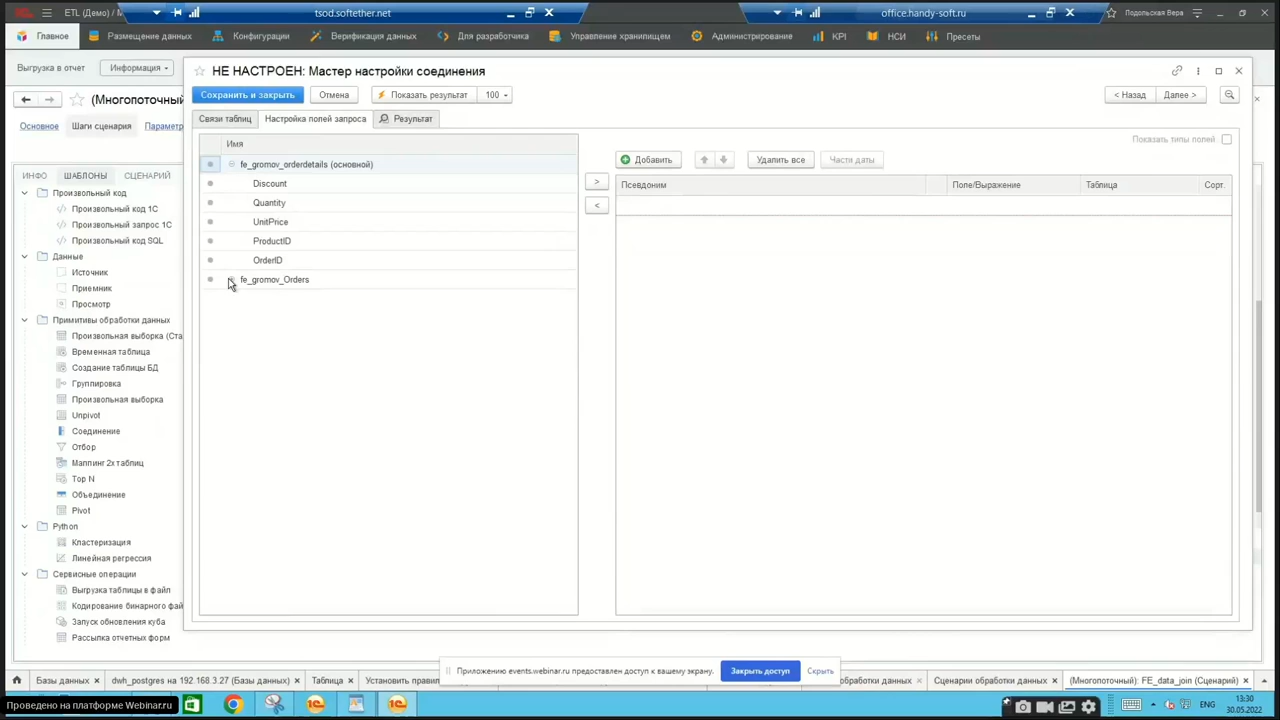 ETL (Демо) / М
tsod.softether.net
office.handy-soft.ru
Подольская Вера
Главное
Размещение данных
Конфигурации
Верификация данных
Для разработчика
Управление хранилищем
Администрирование
KPI
НСИ
Пресеты
Выгрузка в отчет
Информация
НЕ НАСТРОЕН: Мастер настройки соединения
(Многопоточный
Сохранить и закрыть
Отмена
Показать результат
100
< Назад
Далее >
Основное
Шаги сценария
Параметр
Связи таблиц
Настройка полей запроса
Результат
Показать типы полей
Имя
Добавить
Удалить все
Части даты
Псевдоним
Поле/Выражение
Таблица
Сорт.
fe_gromov_orderdetails (основной)
Discount
Quantity
UnitPrice
ProductID
OrderID
fe_gromov_Orders
>
<
ИНФО
ШАБЛОНЫ
СЦЕНАРИЙ
Произвольный код
Произвольный код 1С
Произвольный запрос 1С
Произвольный код SQL
Данные
Источник
Приемник
Просмотр
Примитивы обработки данных
Произвольная выборка (Ста
Временная таблица
Создание таблицы БД
Группировка
Произвольная выборка
Unpivot
Соединение
Отбор
Маппинг 2х таблиц
Top N
Объединение
Pivot
Python
Кластеризация
Линейная регрессия
Сервисные операции
Выгрузка таблицы в файл
Кодирование бинарного фай
Запуск обновления куба
Рассылка отчетных форм
Приложению events.webinar.ru предоставлен доступ к вашему экрану.
Закрыть доступ
Скрыть
Базы данных
dwh_postgres на 192.168.3.27 (Базы данных)
Таблица
Установить правил
обработки данных
Сценарии обработки данных
(Многопоточный): FE_data_join (Сценарий)
Проведено на платформе Webinar.ru
ENG
13:30
30.05.2022